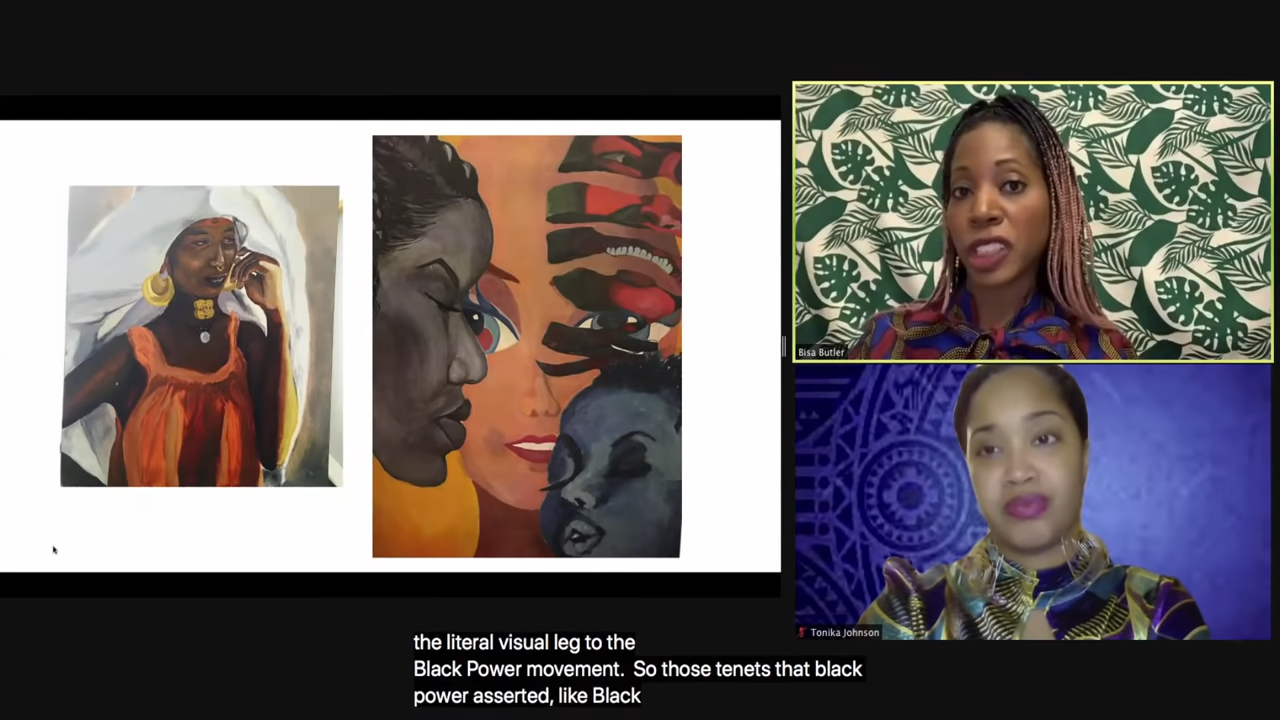 Bisa Butler
Tonika Johnson
the literal visual leg to the
Black Power movement.  So those tenets that black
power asserted, like Black